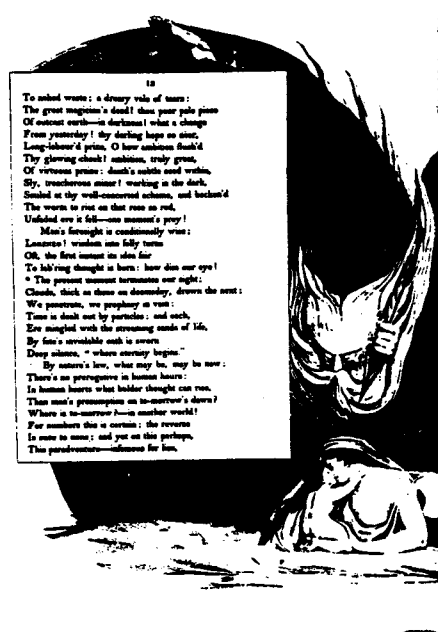 12
To naked waste; a dreary vale of tears:
The great magician's dead! thou poor pale piece
Of outcast earth—in darkness! what a change
From yesterday! thy darling hope so near,
Long-labour'd prize, O how ambition flush'd
Thy glowing cheek! ambition, truly great,
Of virtuous praise: death's subtle seed within,
Sly, treacherous miner! working in the dark,
Smiled at thy well-concerted scheme, and beckon'd
The worm to riot on that rose so red,
Unfaded ere it fell—one moment's prey!
Man's foresight is conditionally wise;
Lorenzo! wisdom into folly turns
Oft, the first instant its idea fair
To lab'ring thought is born: how dim our eye!
* The present moment terminates our sight;
Clouds, thick as those on doomsday, drown the next;
We penetrate, we prophesy in vain:
Time is dealt out by particles; and each,
Ere mingled with the streaming sands of life,
By fate's inviolable oath is sworn
Deep silence, "where eternity begins."
By nature's law, what may be, may be now;
There's no prerogative in human hours:
In human hearts what bolder thought can rise,
Than man's presumption on to-morrow's dawn?
Where is to-morrow?—in another world!
For numbers this is certain; the reverse
Is sure to none; and yet on this perhaps,
This peradventure—infamous for lies,